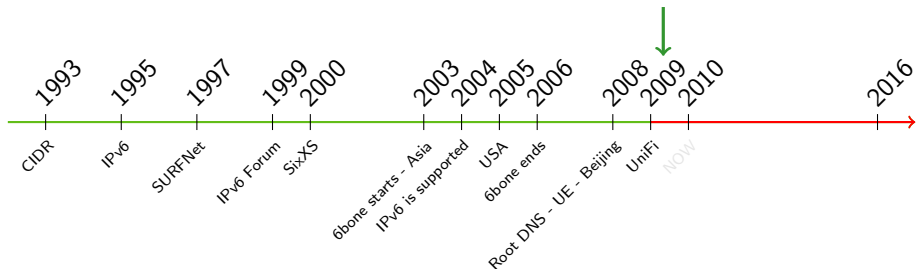 1993
1995
1997
1999
2000
2003
2004
2005
2006
2008
2009
2010
2016
CIDR
IPv6
SURFNet
IPv6 Forum
SixXS
6bone starts - Asia
IPv6 is supported
USA
6bone ends
Root DNS - UE - Beijing
UniFi
NOW